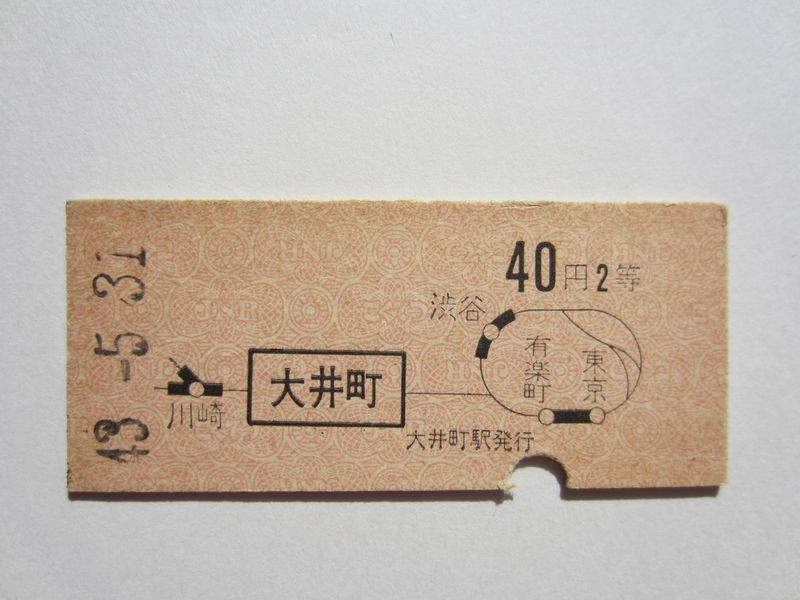 43-5.31
40円2等
渋谷
有楽町
東京
大井町
川崎
大井町駅発行